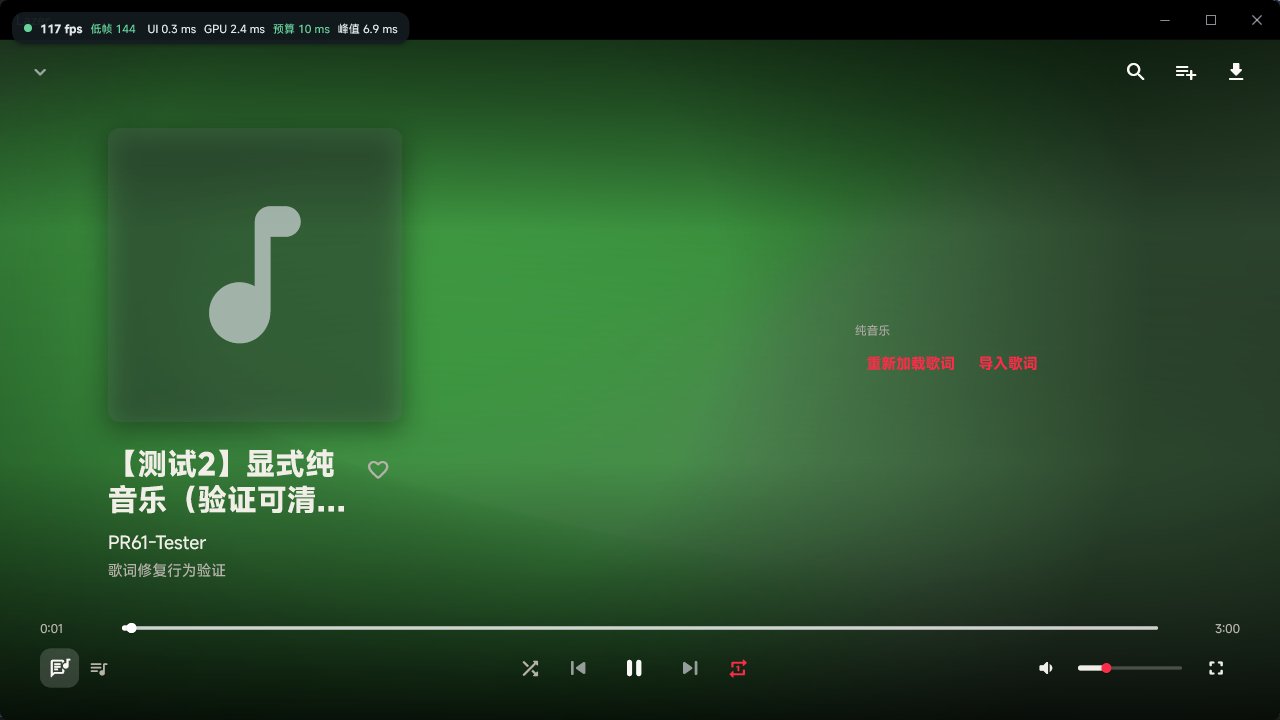 117 fps 低帧 144 UI 0.3 ms GPU 2.4 ms 预算 10 ms 峰值 6.9 ms
纯音乐
重新加载歌词 导入歌词
【测试2】显式纯
音乐（验证可清...
PR61-Tester
歌词修复行为验证
0:01 3:00
1